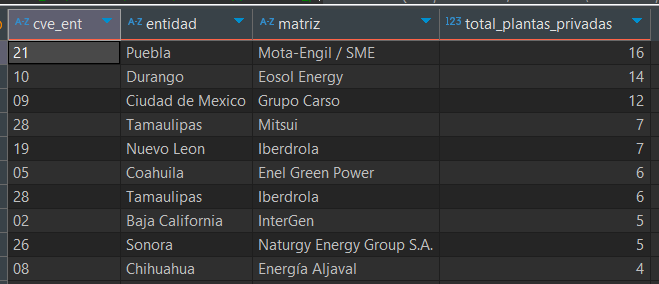 A-Z cve_ent A-Z entidad A-Z matriz 123 total_plantas_privadas
21 Puebla Mota-Engil / SME 16
10 Durango Eosol Energy 14
09 Ciudad de Mexico Grupo Carso 12
28 Tamaulipas Mitsui 7
19 Nuevo Leon Iberdrola 7
05 Coahuila Enel Green Power 6
28 Tamaulipas Iberdrola 6
02 Baja California InterGen 5
26 Sonora Naturgy Energy Group S.A. 5
08 Chihuahua Energía Aljaval 4